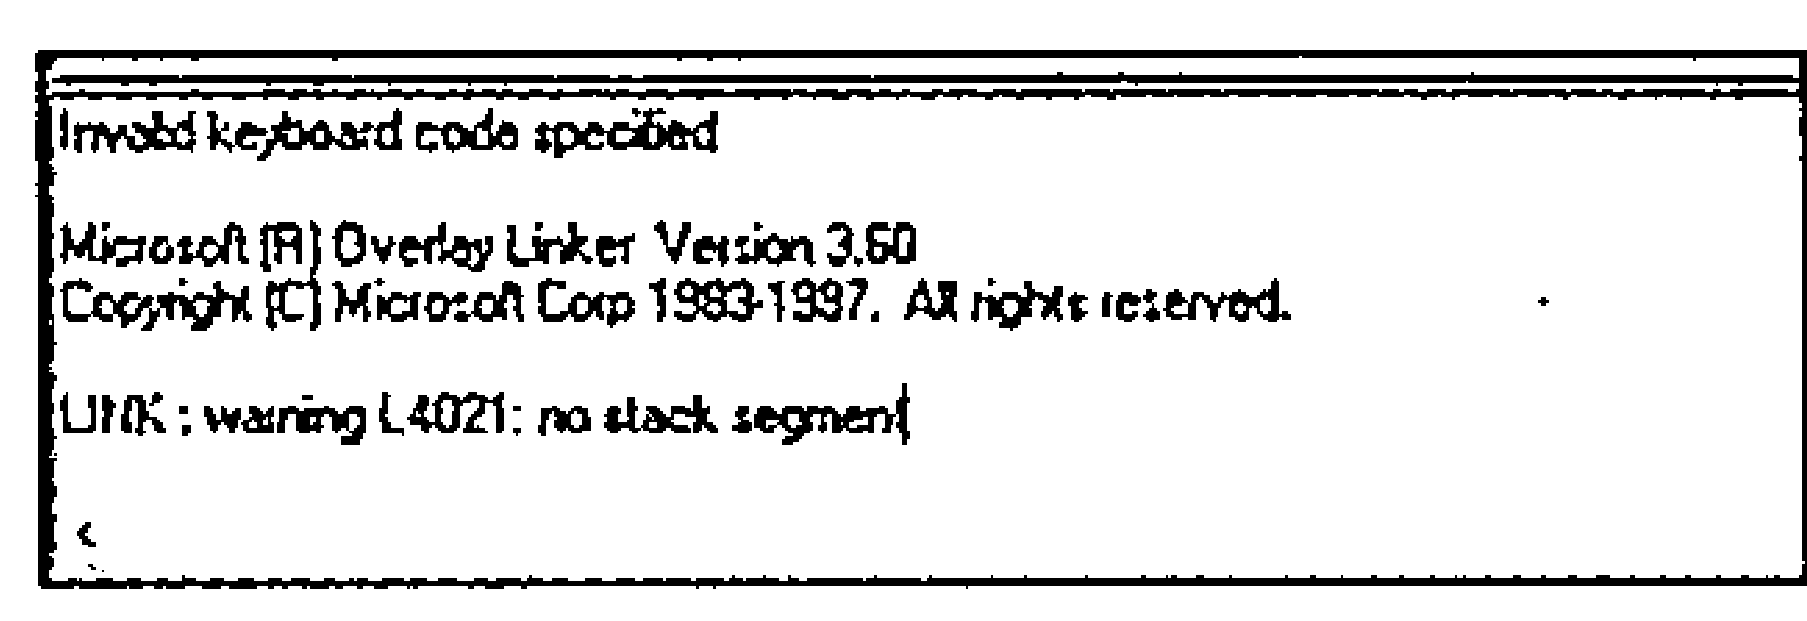 Invalid keyboard code specified
Microsoft (R) Overlay Linker Version 3.60
Copyright (C) Microsoft Corp 1983-1997. All rights reserved.
LINK : warning L4021: no stack segment
<